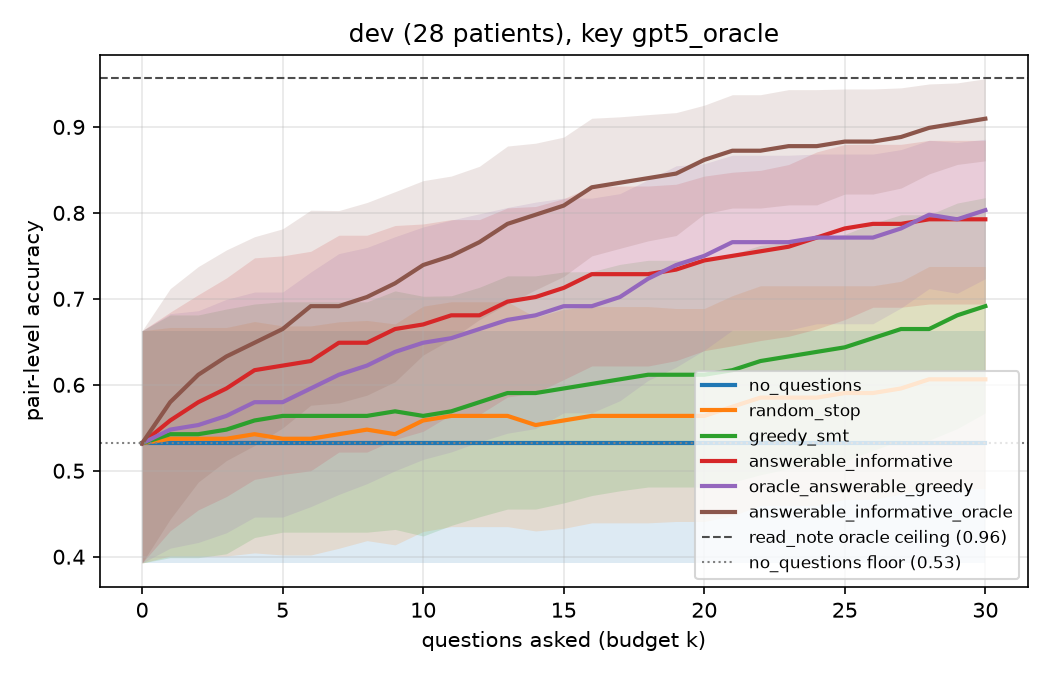 dev (28 patients), key gpt5_oracle
pair-level accuracy
0.9
0.8
0.7
0.6
0.5
0.4
0
5
10
15
20
25
30
questions asked (budget k)
no_questions
random_stop
greedy_smt
answerable_informative
oracle_answerable_greedy
answerable_informative_oracle
read_note oracle ceiling (0.96)
no_questions floor (0.53)